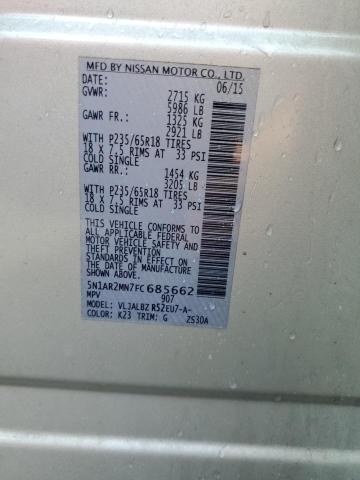 MFD BY NISSAN MOTOR CO., LTD.
DATE: 06/15
GVWR: 2715 KG
5986 LB
GAWR FR.: 1325 KG
2921 LB
WITH P235/65R18 TIRES
18 X 7.5 RIMS AT 33 PSI
COLD SINGLE
GAWR RR.: 1454 KG
3205 LB
WITH P235/65R18 TIRES
18 X 7.5 RIMS AT 33 PSI
COLD SINGLE
THIS VEHICLE CONFORMS TO
ALL APPLICABLE FEDERAL
MOTOR VEHICLE SAFETY
STANDARDS IN EFFECT ON
THE DATE OF MANUFACTURE
SHOWN ABOVE.
5N1AR2MN7FC685662
MPV 907
MODEL: VLJALBZ R52EU7-A-
COLOR: K23 TRIM: G ZS30A